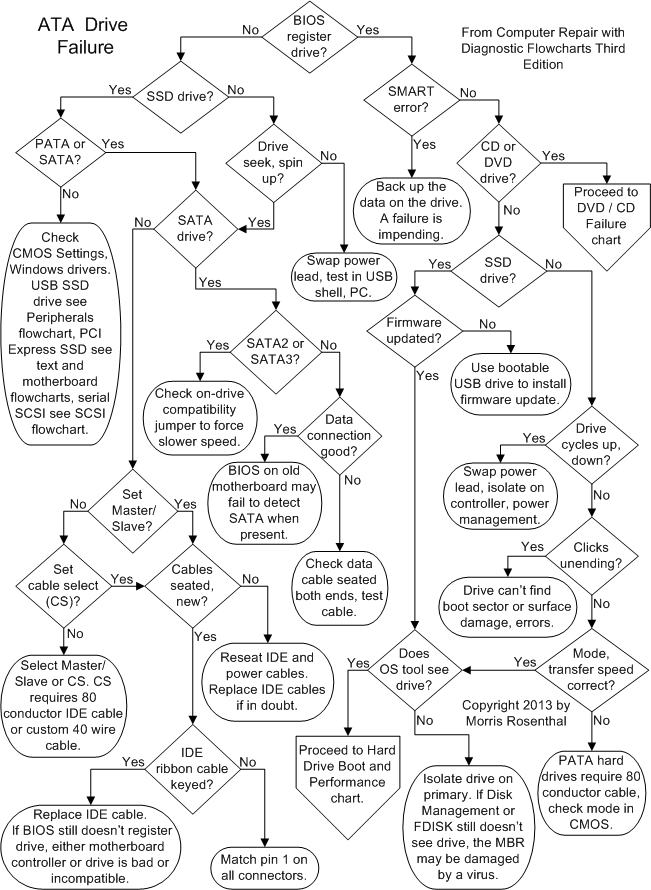 ATA Drive
Failure
From Computer Repair with
Diagnostic Flowcharts Third
Edition
BIOS
register
drive?
No
Yes
SSD drive?
Yes
No
SMART
error?
No
Yes
PATA or
SATA?
Yes
No
Drive
seek, spin
up?
No
Yes
CD or
DVD
drive?
Yes
No
Back up the
data on the drive.
A failure is
impending.
Proceed to
DVD / CD
Failure
chart
SATA
drive?
No
Yes
Check
CMOS Settings,
Windows drivers.
USB SSD
drive see
Peripherals
flowchart, PCI
Express SSD see
text and
motherboard
flowcharts, serial
SCSI see SCSI
flowchart.
Swap power
lead, test in USB
shell, PC.
SSD
drive?
Yes
No
SATA2 or
SATA3?
Yes
No
Firmware
updated?
No
Yes
Use bootable
USB drive to install
firmware update.
Check on-drive
compatibility
jumper to force
slower speed.
Data
connection
good?
Yes
No
Drive
cycles up,
down?
Yes
No
BIOS on old
motherboard may
fail to detect
SATA when
present.
Swap power
lead, isolate on
controller, power
management.
Set
Master/
Slave?
No
Yes
Clicks
unending?
Yes
No
Check data
cable seated
both ends, test
cable.
Set
cable select
(CS)?
Yes
No
Cables
seated,
new?
No
Yes
Drive can't find
boot sector or surface
damage, errors.
Select Master/
Slave or CS. CS
requires 80
conductor IDE cable
or custom 40 wire
cable.
Reseat IDE and
power cables.
Replace IDE cables
if in doubt.
Does
OS tool see
drive?
Yes
No
Mode,
transfer speed
correct?
Yes
No
Copyright 2013 by
Morris Rosenthal
IDE
ribbon cable
keyed?
Yes
No
Proceed to Hard
Drive Boot and
Performance
chart.
PATA hard
drives require 80
conductor cable,
check mode in
CMOS.
Replace IDE cable.
If BIOS still doesn't register
drive, either motherboard
controller or drive is bad or
incompatible.
Match pin 1 on
all connectors.
Isolate drive on
primary. If Disk
Management or
FDISK still doesn't
see drive, the MBR
may be damaged
by a virus.